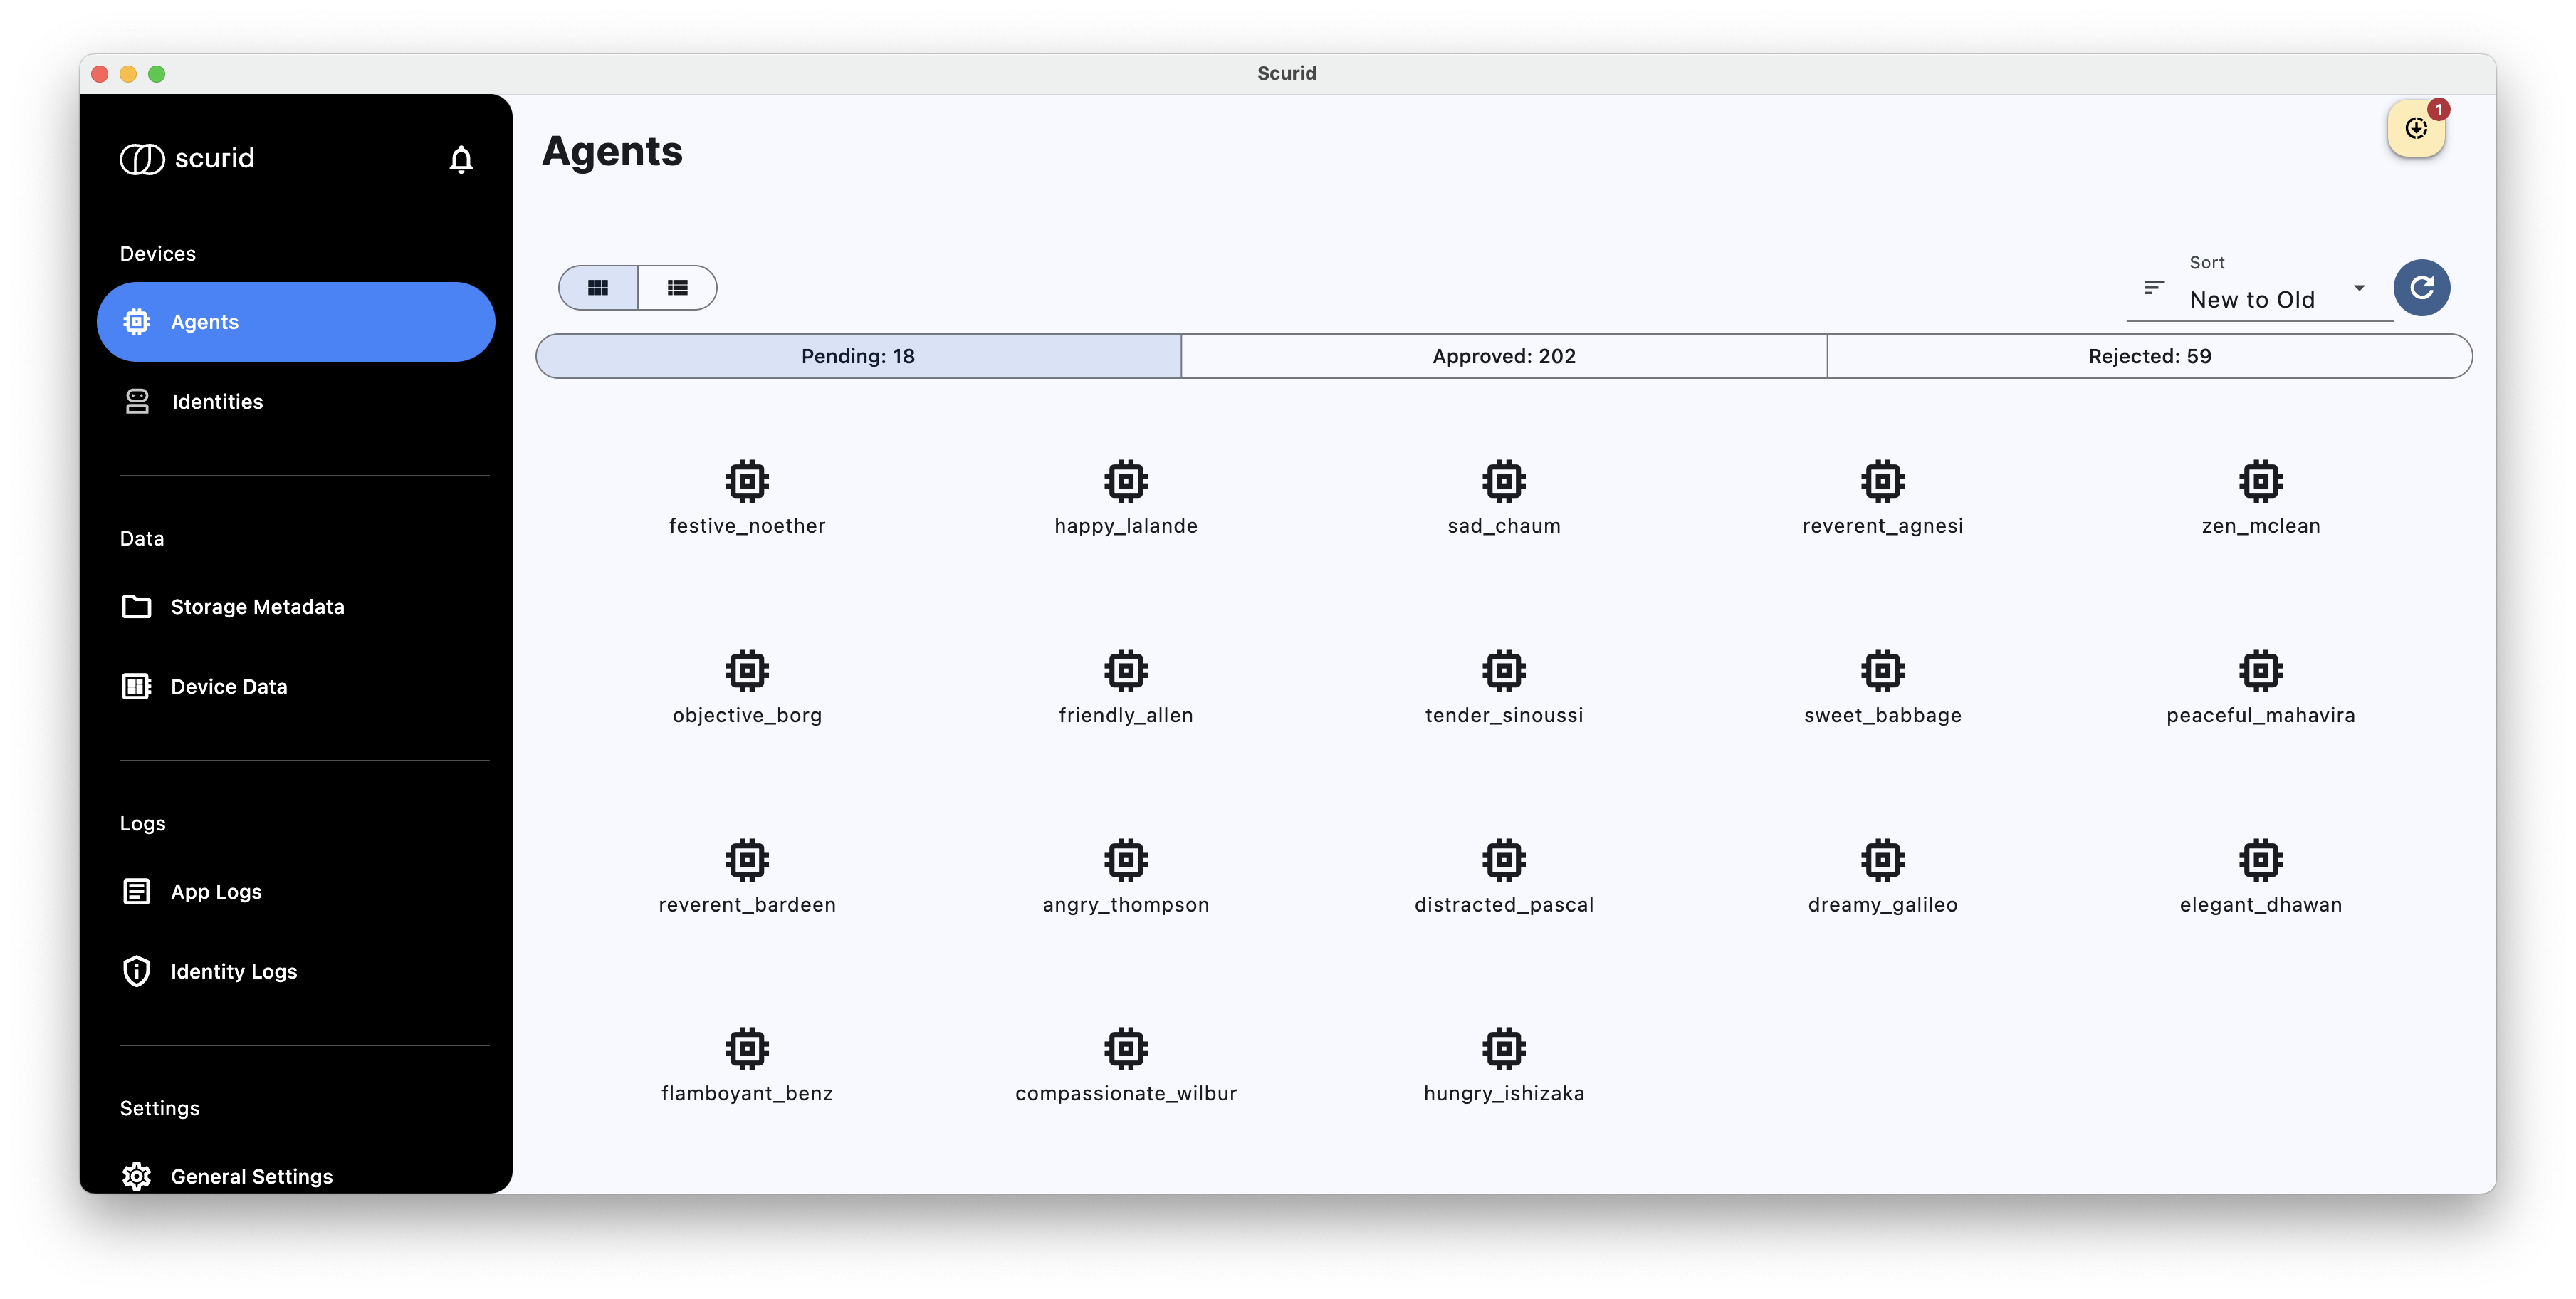 Scurid
scurid
Devices
Agents
Identities
Data
Storage Metadata
Device Data
Logs
App Logs
Identity Logs
Settings
General Settings
Agents
1
Sort
New to Old
Pending: 18
Approved: 202
Rejected: 59
festive_noether
happy_lalande
sad_chaum
reverent_agnesi
zen_mclean
objective_borg
friendly_allen
tender_sinoussi
sweet_babbage
peaceful_mahavira
reverent_bardeen
angry_thompson
distracted_pascal
dreamy_galileo
elegant_dhawan
flamboyant_benz
compassionate_wilbur
hungry_ishizaka